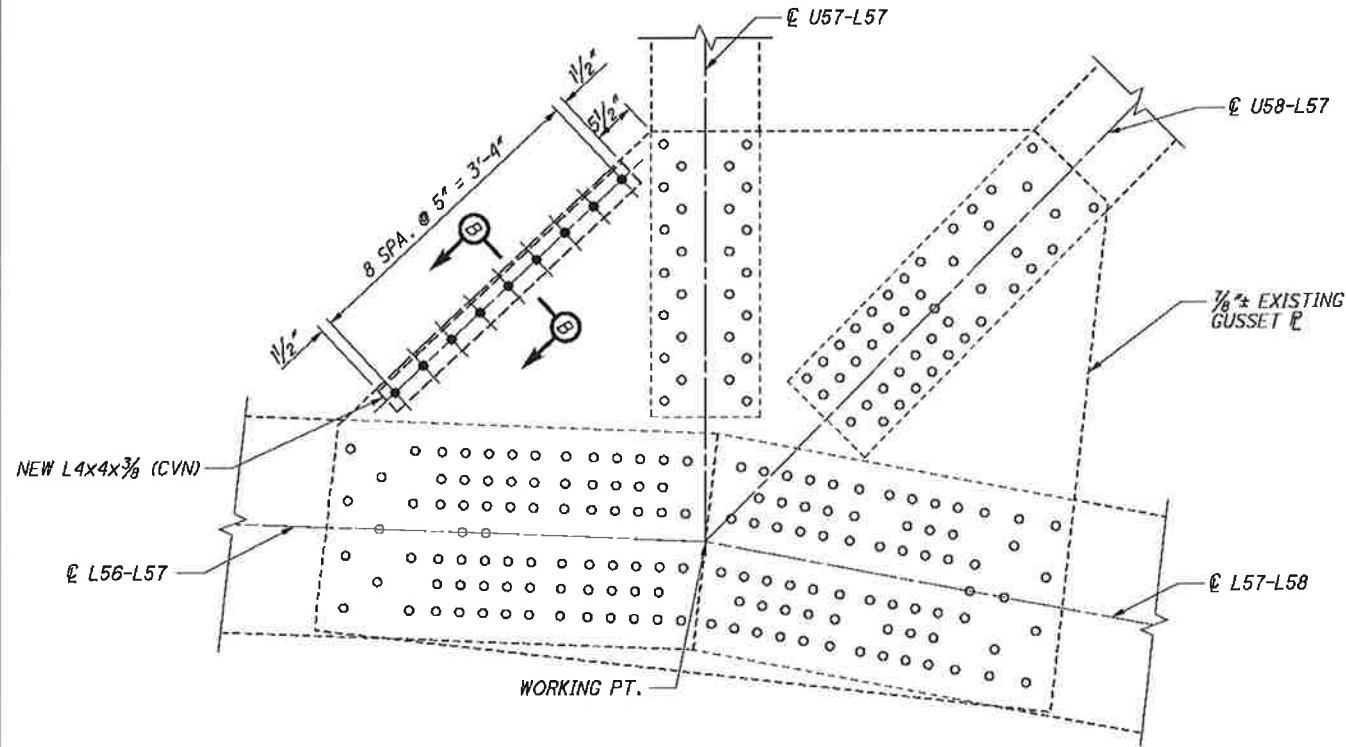 ℄ U57-L57
1½"
5½"
℄ U58-L57
8 SPA. @ 5" = 3'-4"
B
B
⅞"± EXISTING
GUSSET ℙL
1½"
NEW L4x4x⅜ (CVN)
℄ L56-L57
℄ L57-L58
WORKING PT.